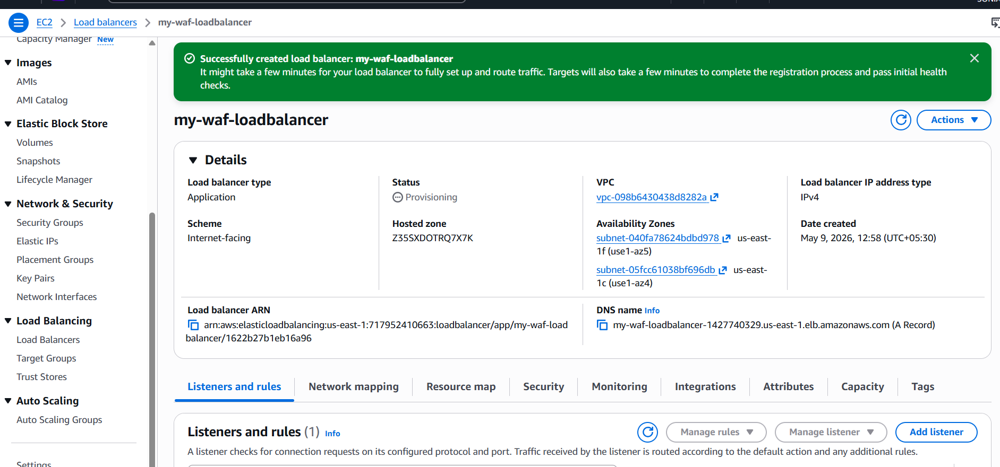 EC2 > Load balancers > my-waf-loadbalancer
Capacity Manager New
Images
AMIs
AMI Catalog
Elastic Block Store
Volumes
Snapshots
Lifecycle Manager
Network & Security
Security Groups
Elastic IPs
Placement Groups
Key Pairs
Network Interfaces
Load Balancing
Load Balancers
Target Groups
Trust Stores
Auto Scaling
Auto Scaling Groups
Settings
Successfully created load balancer: my-waf-loadbalancer
It might take a few minutes for your load balancer to fully set up and route traffic. Targets will also take a few minutes to complete the registration process and pass initial health
checks.
my-waf-loadbalancer
Actions
Details
Load balancer type
Application
Status
Provisioning
VPC
vpc-098b6430438d8282a
Load balancer IP address type
IPv4
Scheme
Internet-facing
Hosted zone
Z35SXDOTRQ7X7K
Availability Zones
subnet-040fa78624bdbd978 us-east-
1f (use1-az5)
subnet-05fcc61038bf696db us-east-
1c (use1-az4)
Date created
May 9, 2026, 12:58 (UTC+05:30)
Load balancer ARN
arn:aws:elasticloadbalancing:us-east-1:717952410663:loadbalancer/app/my-waf-load
balancer/1622b27b1eb16a96
DNS name Info
my-waf-loadbalancer-1427740329.us-east-1.elb.amazonaws.com (A Record)
Listeners and rules
Network mapping
Resource map
Security
Monitoring
Integrations
Attributes
Capacity
Tags
Listeners and rules (1) Info
Manage rules
Manage listener
Add listener
A listener checks for connection requests on its configured protocol and port. Traffic received by the listener is routed according to the default action and any additional rules.